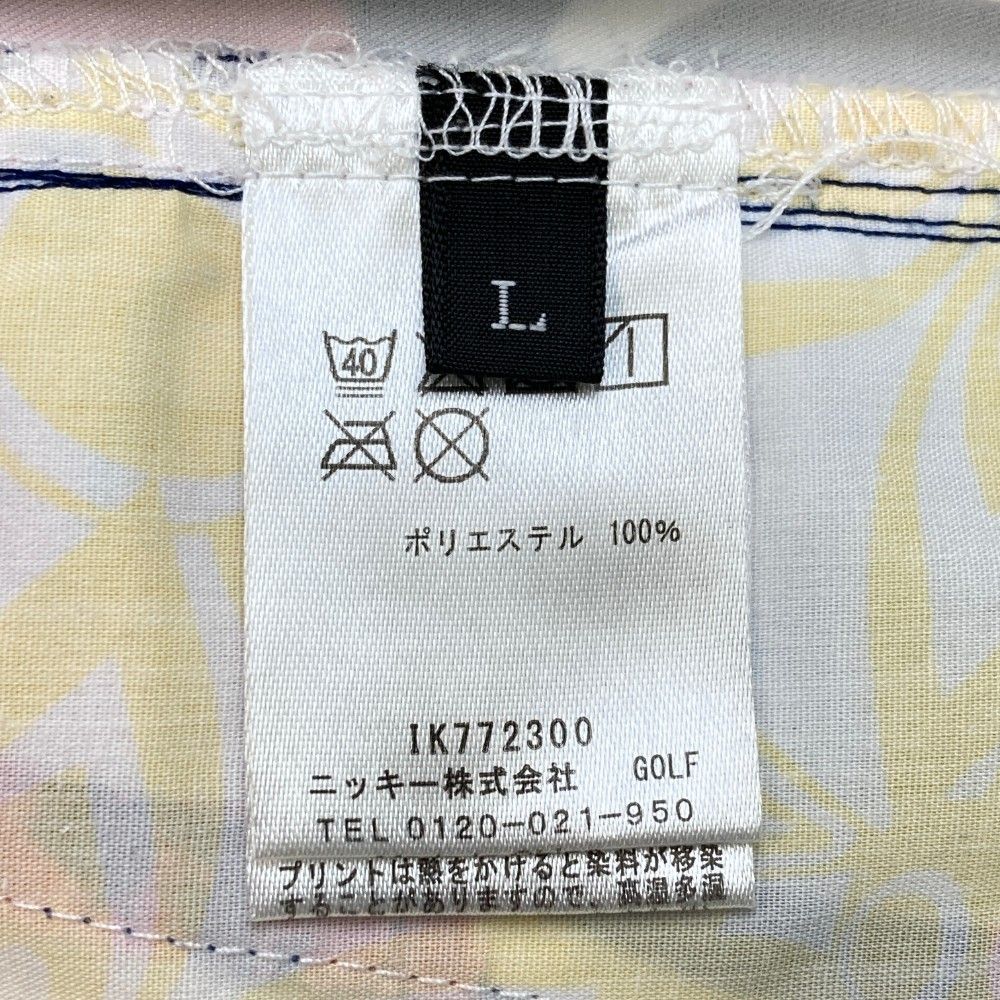 L
40
ポリエステル 100%
IK772300
ニッキー株式会社 GOLF
TEL 0120-021-950
プリントは熱をかけると染料が移染
することがありますので、高温多湿